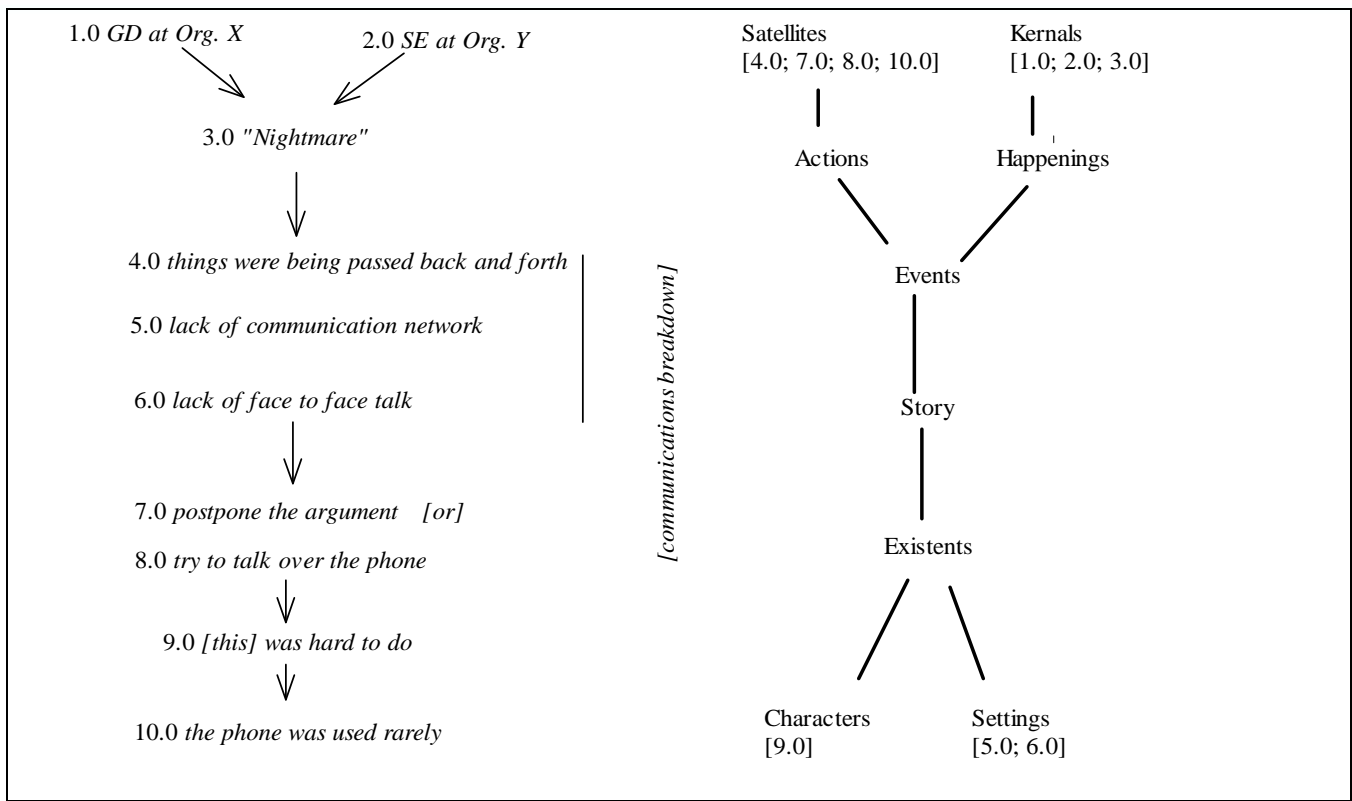 1.0 GD at Org. X
2.0 SE at Org. Y
3.0 "Nightmare"
4.0 things were being passed back and forth
5.0 lack of communication network
6.0 lack of face to face talk
[communications breakdown]
7.0 postpone the argument [or]
8.0 try to talk over the phone
9.0 [this] was hard to do
10.0 the phone was used rarely
Satellites
[4.0; 7.0; 8.0; 10.0]
Kernals
[1.0; 2.0; 3.0]
Actions
Happenings
Events
Story
Existents
Characters
[9.0]
Settings
[5.0; 6.0]